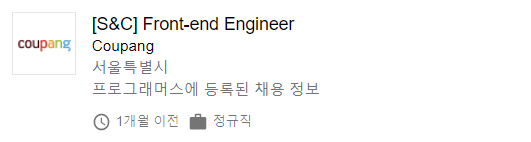 coupang
[S&C] Front-end Engineer
Coupang
서울특별시
프로그래머스에 등록된 채용 정보
1개월 이전 정규직